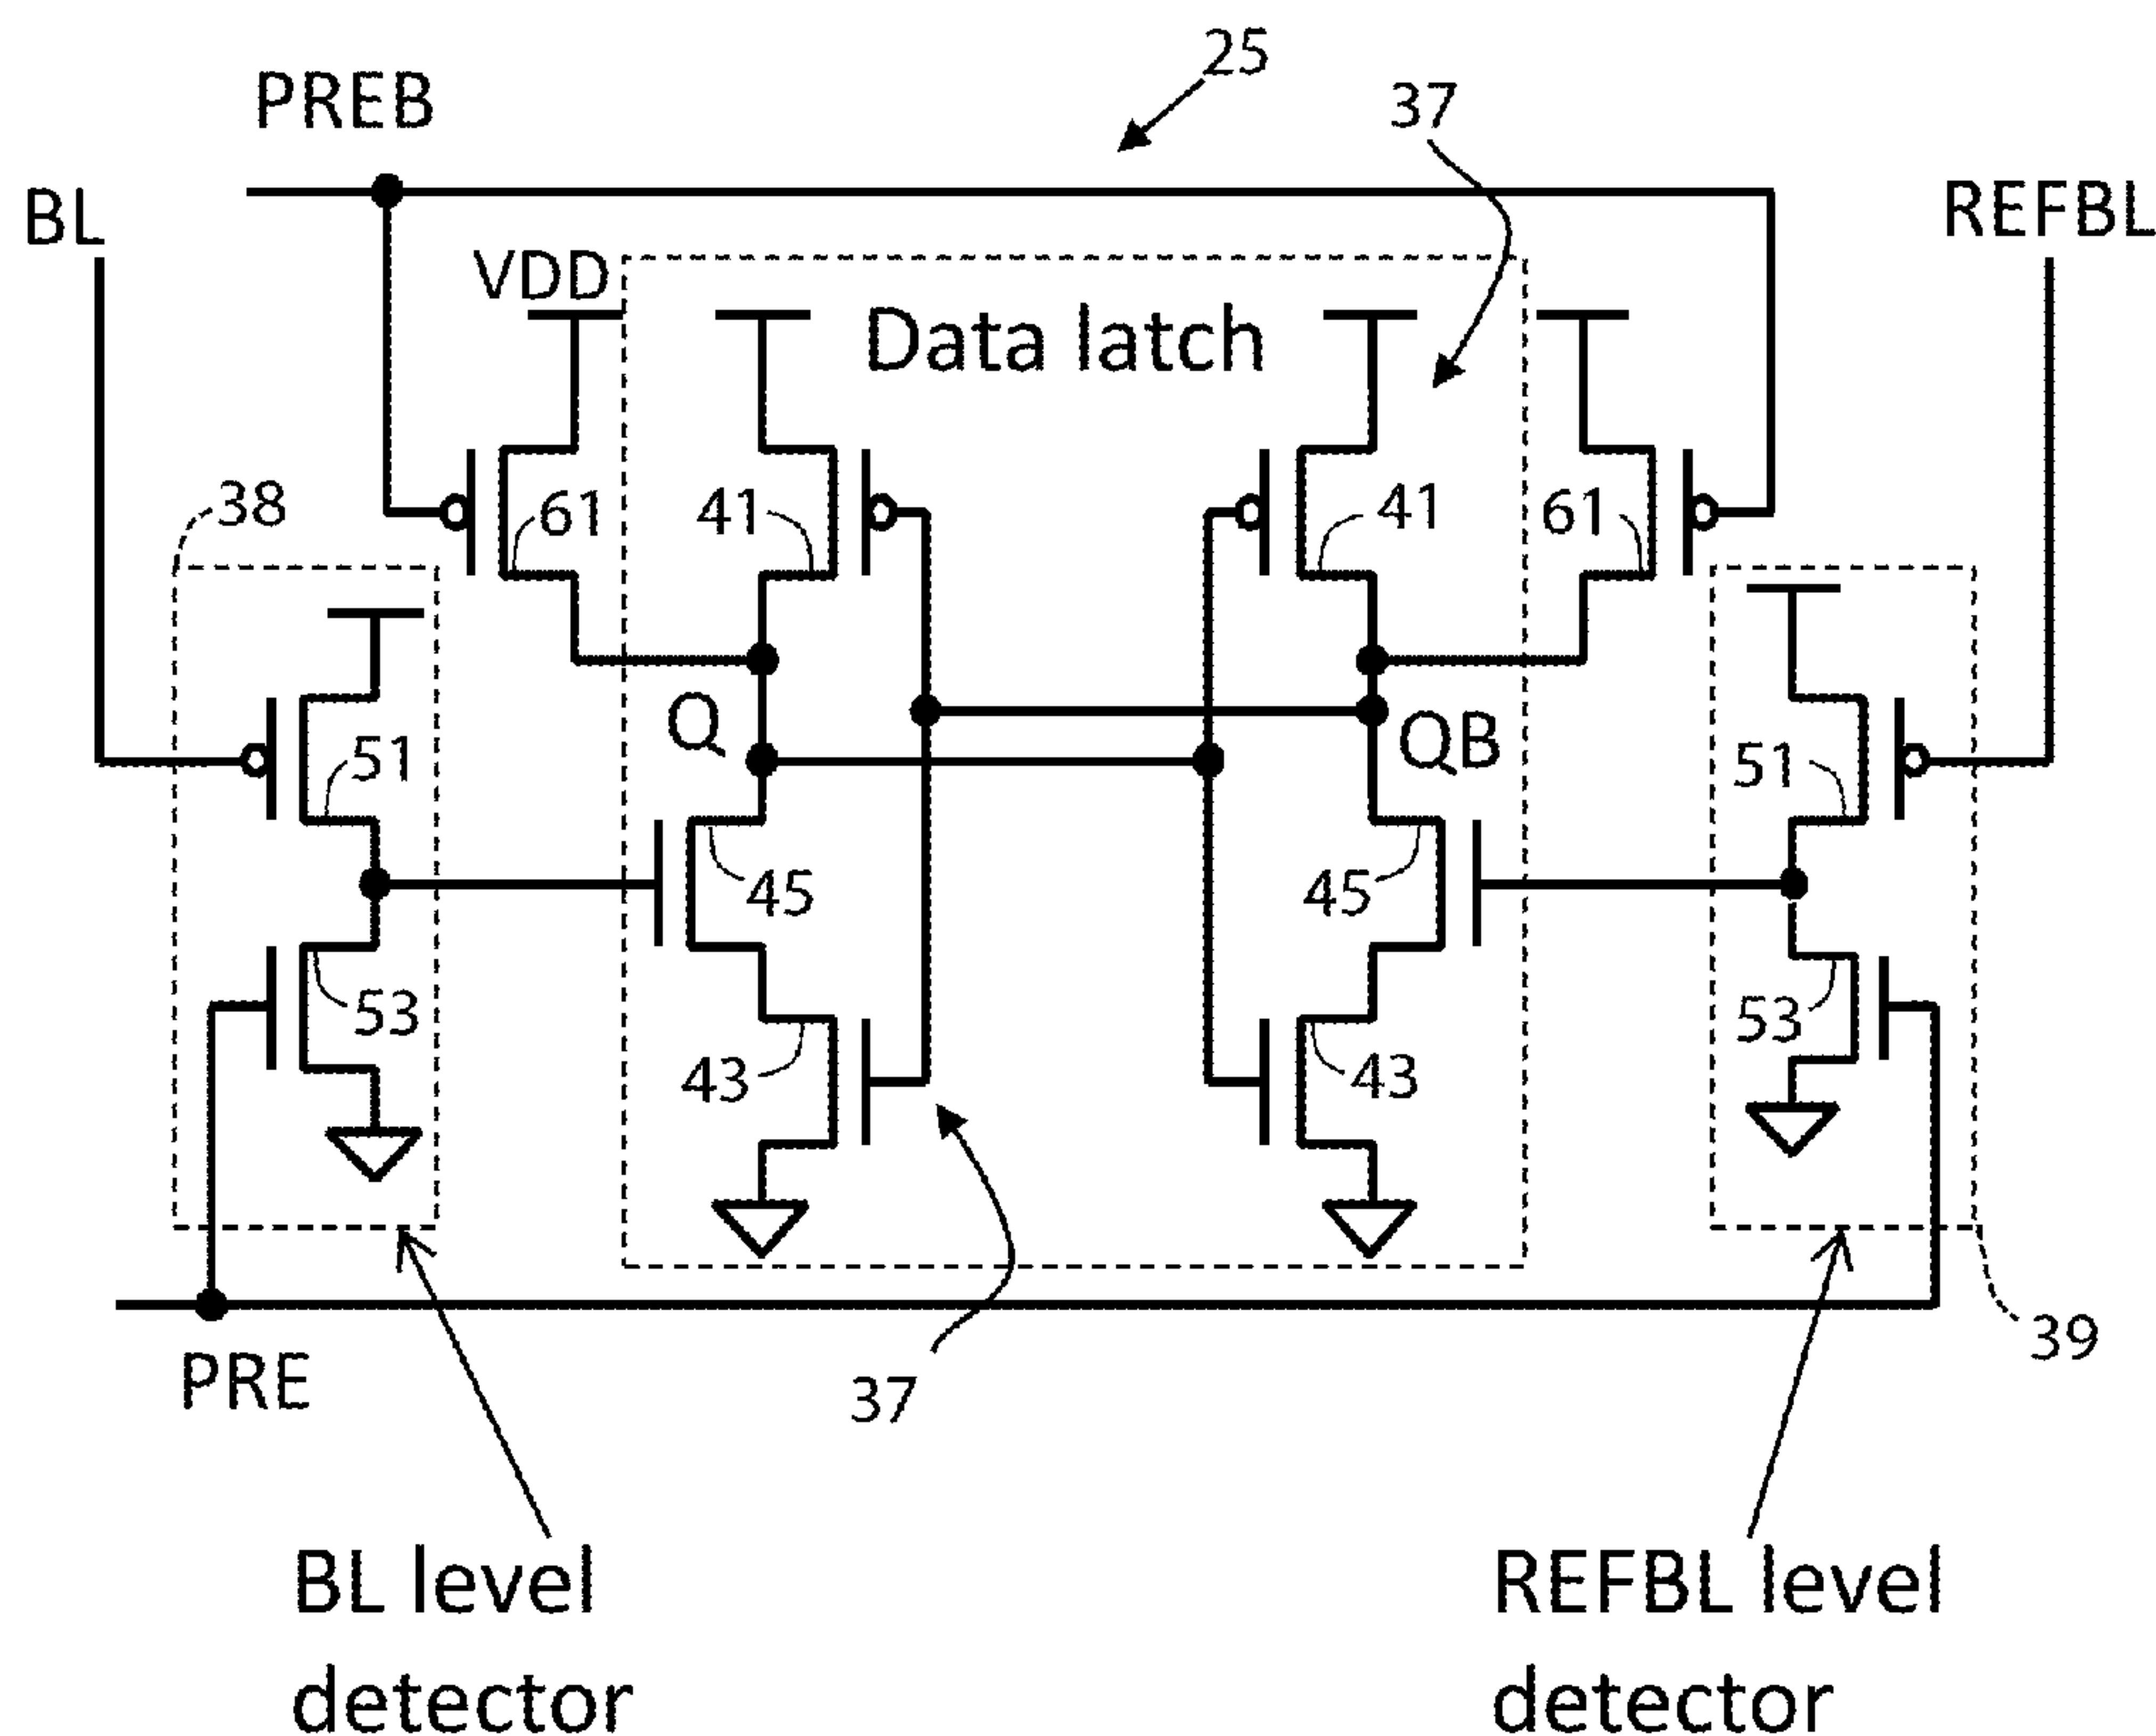 25
PREB
37
BL
REFBL
VDD
Data latch
38
61
41
41
61
Q
QB
51
51
45
45
53
53
43
43
37
PRE
39
BL level
detector
REFBL level
detector